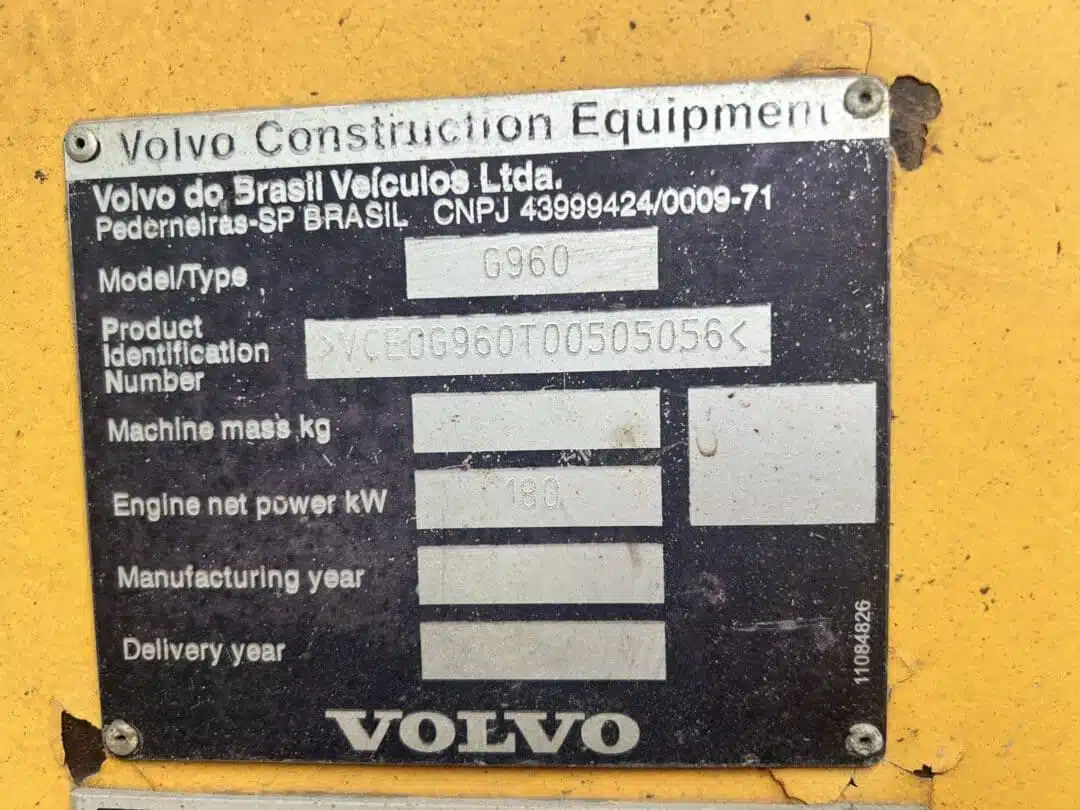 Volvo Construction Equipment
Volvo do Brasil Veículos Ltda.
Pederneiras-SP BRASIL CNPJ 43999424/0009-71
Model/Type G960
Product
Identification
Number
>VCE0G960T00505056<
Machine mass kg
Engine net power kW 180
Manufacturing year
Delivery year
11084826
VOLVO